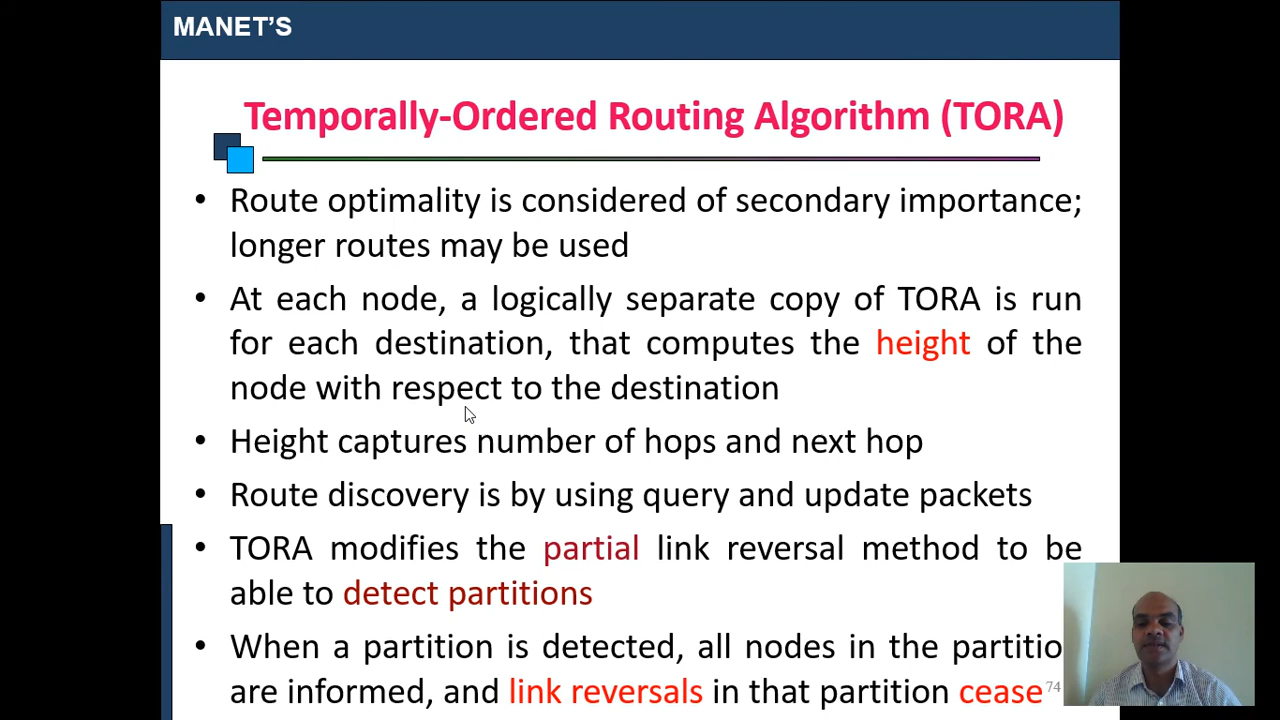 MANET'S
Temporally-Ordered Routing Algorithm (TORA)
• Route optimality is considered of secondary importance;
longer routes may be used
• At each node, a logically separate copy of TORA is run
for each destination, that computes the height of the
node with respect to the destination
• Height captures number of hops and next hop
• Route discovery is by using query and update packets
• TORA modifies the partial link reversal method to be
able to detect partitions
• When a partition is detected, all nodes in the partitio
are informed, and link reversals in that partition cease
74